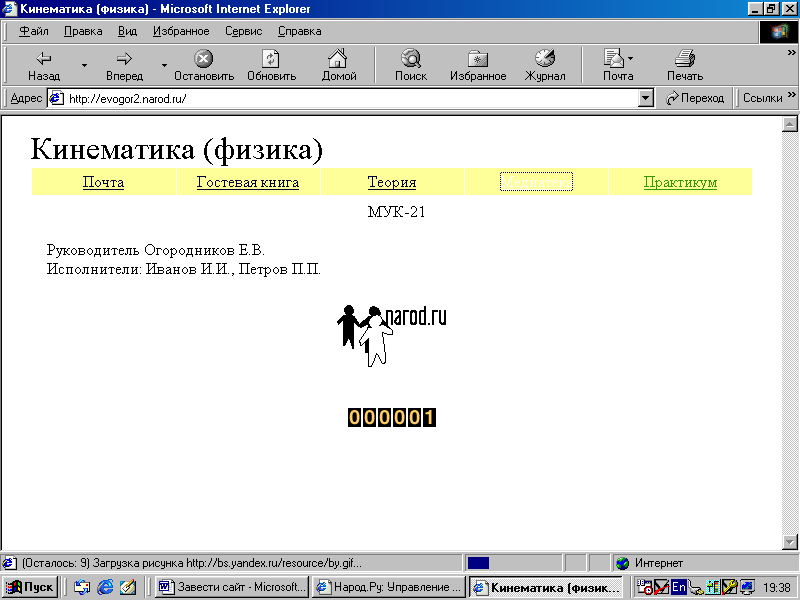 Кинематика (физика) - Microsoft Internet Explorer
Файл Правка Вид Избранное Сервис Справка
Назад Вперед Остановить Обновить Домой Поиск Избранное Журнал Почта Печать
Адрес http://evogor2.narod.ru/ Переход Ссылки »
Кинематика (физика)
Почта Гостевая книга Теория Практикум
МУК-21
Руководитель Огородников Е.В.
Исполнители: Иванов И.И., Петров П.П.
narod.ru
000001
(Осталось: 9) Загрузка рисунка http://bs.yandex.ru/resource/by.gif... Интернет
Пуск Завести сайт - Microsoft... Народ.Ру: Управление ... Кинематика (физик... En 19:38